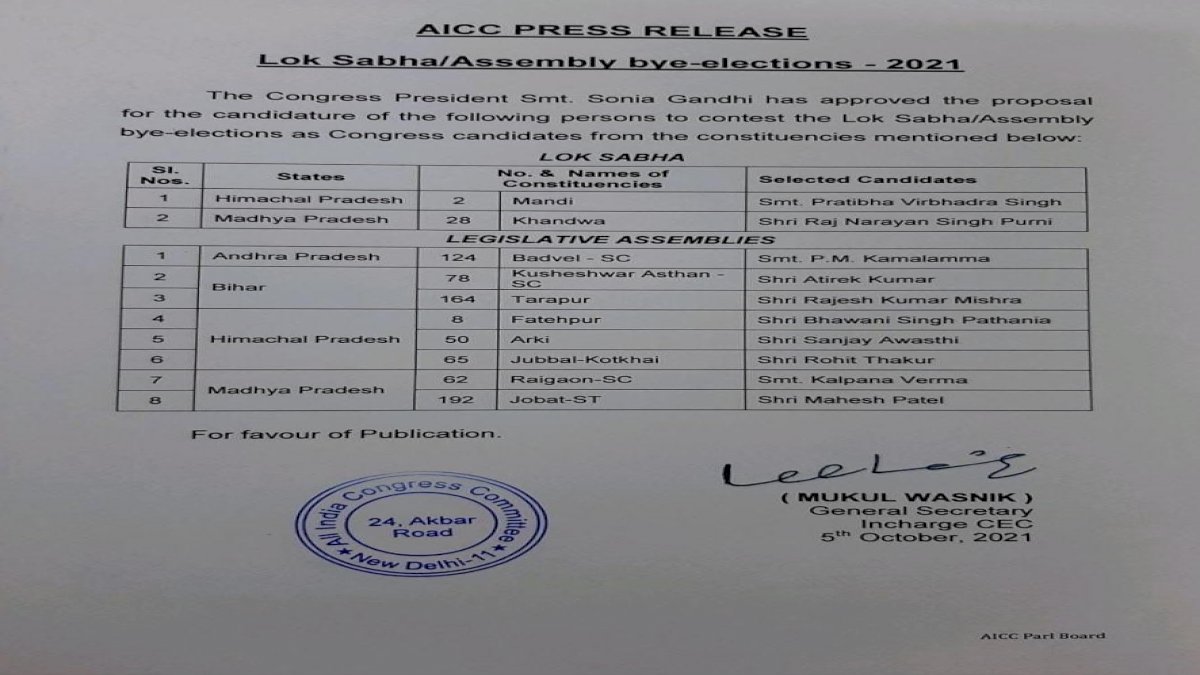 AICC PRESS RELEASE
Lok Sabha/Assembly bye-elections - 2021
The Congress President Smt. Sonia Gandhi has approved the proposal
for the candidature of the following persons to contest the Lok Sabha/Assembly
bye-elections as Congress candidates from the constituencies mentioned below:
LOK SABHA
Sl. Nos. States No. & Names of Constituencies Selected Candidates
1 Himachal Pradesh 2 Mandi Smt. Pratibha Virbhadra Singh
2 Madhya Pradesh 28 Khandwa Shri Raj Narayan Singh Purni
LEGISLATIVE ASSEMBLIES
1 Andhra Pradesh 124 Badvel - SC Smt. P.M. Kamalamma
2 Bihar 78 Kusheshwar Asthan - SC Shri Atirek Kumar
3 164 Tarapur Shri Rajesh Kumar Mishra
4 Himachal Pradesh 8 Fatehpur Shri Bhawani Singh Pathania
5 50 Arki Shri Sanjay Awasthi
6 65 Jubbal-Kotkhai Shri Rohit Thakur
7 Madhya Pradesh 62 Raigaon-SC Smt. Kalpana Verma
8 192 Jobat-ST Shri Mahesh Patel
For favour of Publication.
( MUKUL WASNIK )
General Secretary
Incharge CEC
5th October, 2021
All India Congress Committee
24, Akbar
Road
New Delhi-11
AICC Parl Board